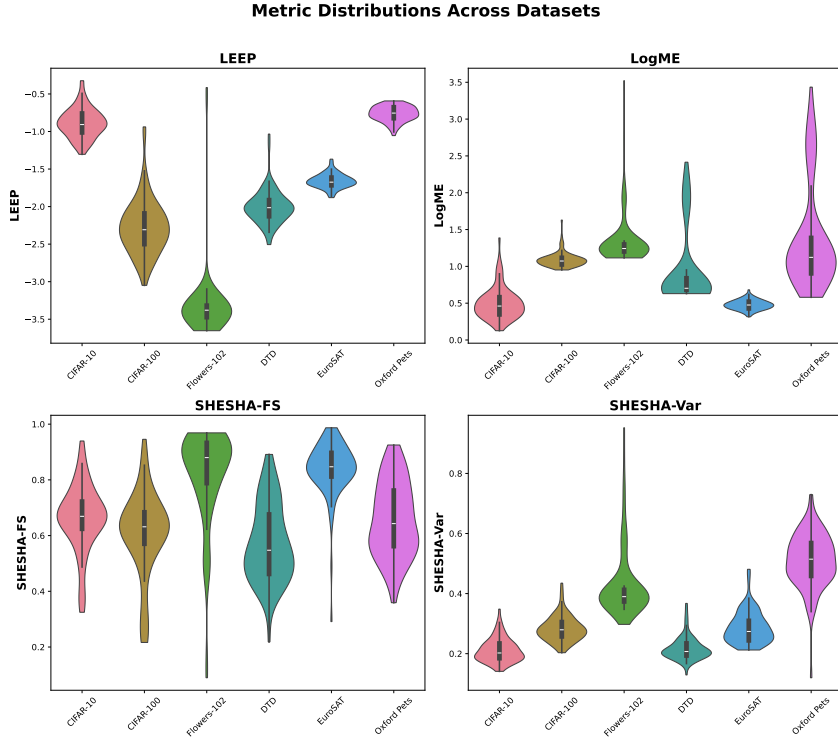 Metric Distributions Across Datasets
LEEP
LEEP
−0.5
−1.0
−1.5
−2.0
−2.5
−3.0
−3.5
CIFAR-10
CIFAR-100
Flowers-102
DTD
EuroSAT
Oxford Pets
LogME
LogME
3.5
3.0
2.5
2.0
1.5
1.0
0.5
0.0
CIFAR-10
CIFAR-100
Flowers-102
DTD
EuroSAT
Oxford Pets
SHESHA-FS
SHESHA-FS
1.0
0.8
0.6
0.4
0.2
CIFAR-10
CIFAR-100
Flowers-102
DTD
EuroSAT
Oxford Pets
SHESHA-Var
SHESHA-Var
0.8
0.6
0.4
0.2
CIFAR-10
CIFAR-100
Flowers-102
DTD
EuroSAT
Oxford Pets